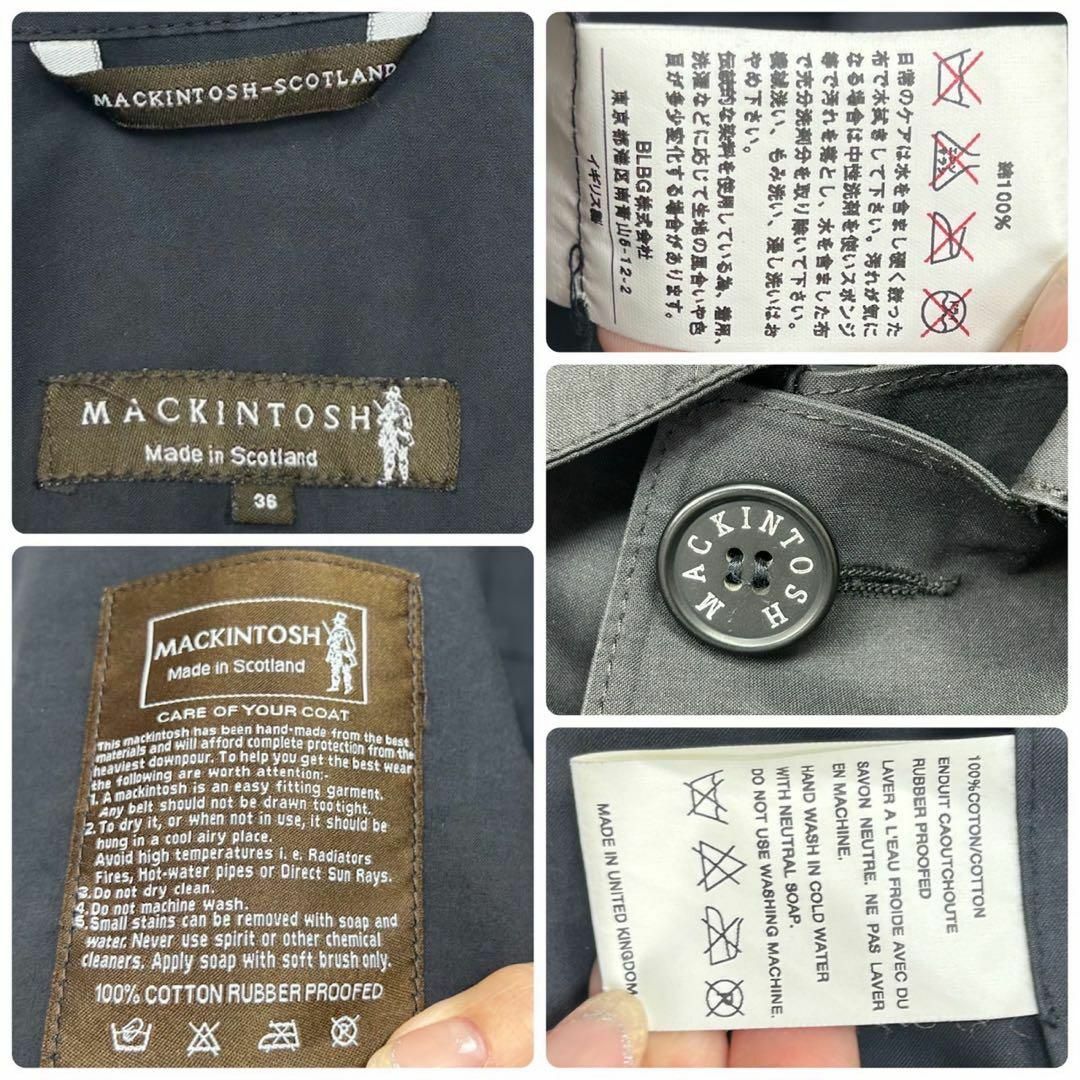 MACKINTOSH-SCOTLAND
MACKINTOSH
Made in Scotland
36
綿100%
日常のケアは水を含まし硬く絞った
布で水拭きして下さい。汚れが気に
なる場合は中性洗剤を使いスポンジ
等で汚れを落とし、水を含ました布
で充分洗剤分を取り除いて下さい。
機械洗い、もみ洗い、浸し洗いはお
やめ下さい。
伝統的な染料を使用している為、着用、
洗濯などに応じて生地の風合いや色
目が多少変化する場合があります。
BLBG株式会社
東京都港区南青山5-12-2
イギリス製
MACKINTOSH
MACKINTOSH
Made in Scotland
CARE OF YOUR COAT
This mackintosh has been hand-made from the best
materials and will afford complete protection from the
heaviest downpour. To help you get the best wear
the following are worth attention:-
1. A mackintosh is an easy fitting garment.
Any belt should not be drawn too tight.
2. To dry it, or when not in use, it should be
hung in a cool airy place.
Avoid high temperatures i. e. Radiators
Fires, Hot-water pipes or Direct Sun Rays.
3. Do not dry clean.
4. Do not machine wash.
5. Small stains can be removed with soap and
water. Never use spirit or other chemical
cleaners. Apply soap with soft brush only.
100% COTTON RUBBER PROOFED
100%COTON/COTTON
ENDUIT CAOUTCHOUTE
RUBBER PROOFED
LAVER A L'EAU FROIDE AVEC DU
SAVON NEUTRE. NE PAS LAVER
EN MACHINE.
HAND WASH IN COLD WATER
WITH NEUTRAL SOAP.
DO NOT USE WASHING MACHINE.
MADE IN UNITED KINGDOM